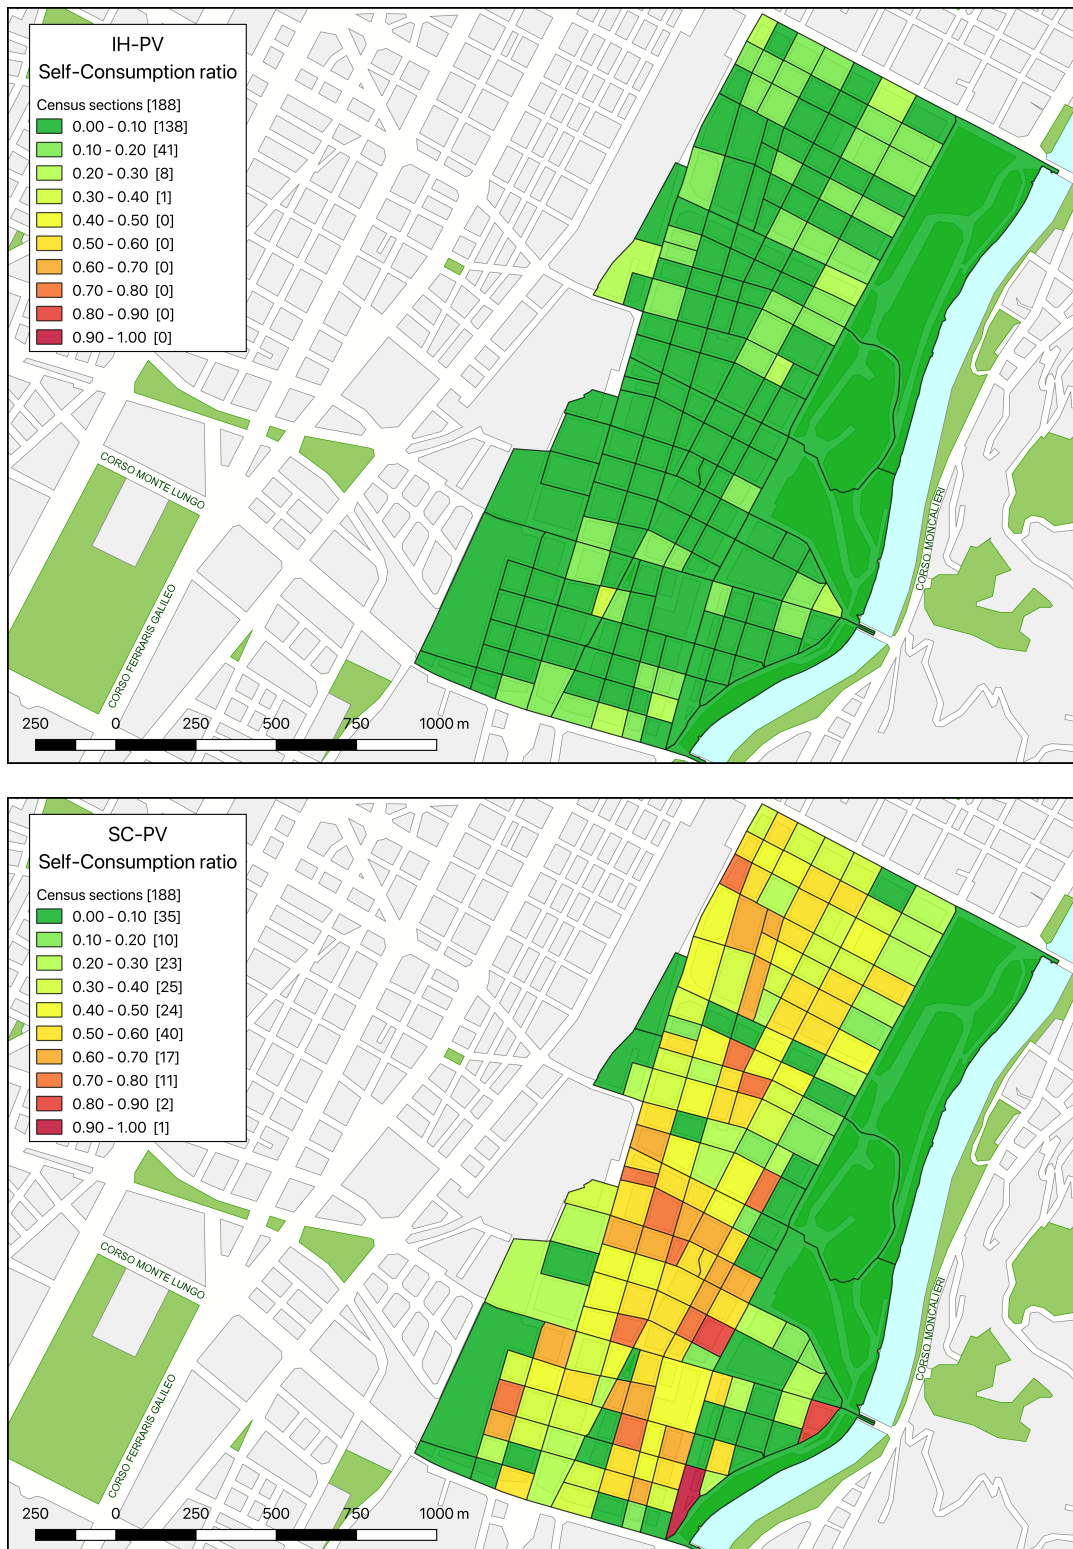 IH-PV
Self-Consumption ratio
Census sections [188]
0.00 - 0.10 [138]
0.10 - 0.20 [41]
0.20 - 0.30 [8]
0.30 - 0.40 [1]
0.40 - 0.50 [0]
0.50 - 0.60 [0]
0.60 - 0.70 [0]
0.70 - 0.80 [0]
0.80 - 0.90 [0]
0.90 - 1.00 [0]
CORSO MONTE LUNGO
CORSO FERRARIS GALILEO
CORSO MONCALIERI
250 0 250 500 750 1000 m
SC-PV
Self-Consumption ratio
Census sections [188]
0.00 - 0.10 [35]
0.10 - 0.20 [10]
0.20 - 0.30 [23]
0.30 - 0.40 [25]
0.40 - 0.50 [24]
0.50 - 0.60 [40]
0.60 - 0.70 [17]
0.70 - 0.80 [11]
0.80 - 0.90 [2]
0.90 - 1.00 [1]
CORSO MONTE LUNGO
CORSO FERRARIS GALILEO
CORSO MONCALIERI
250 0 250 500 750 1000 m